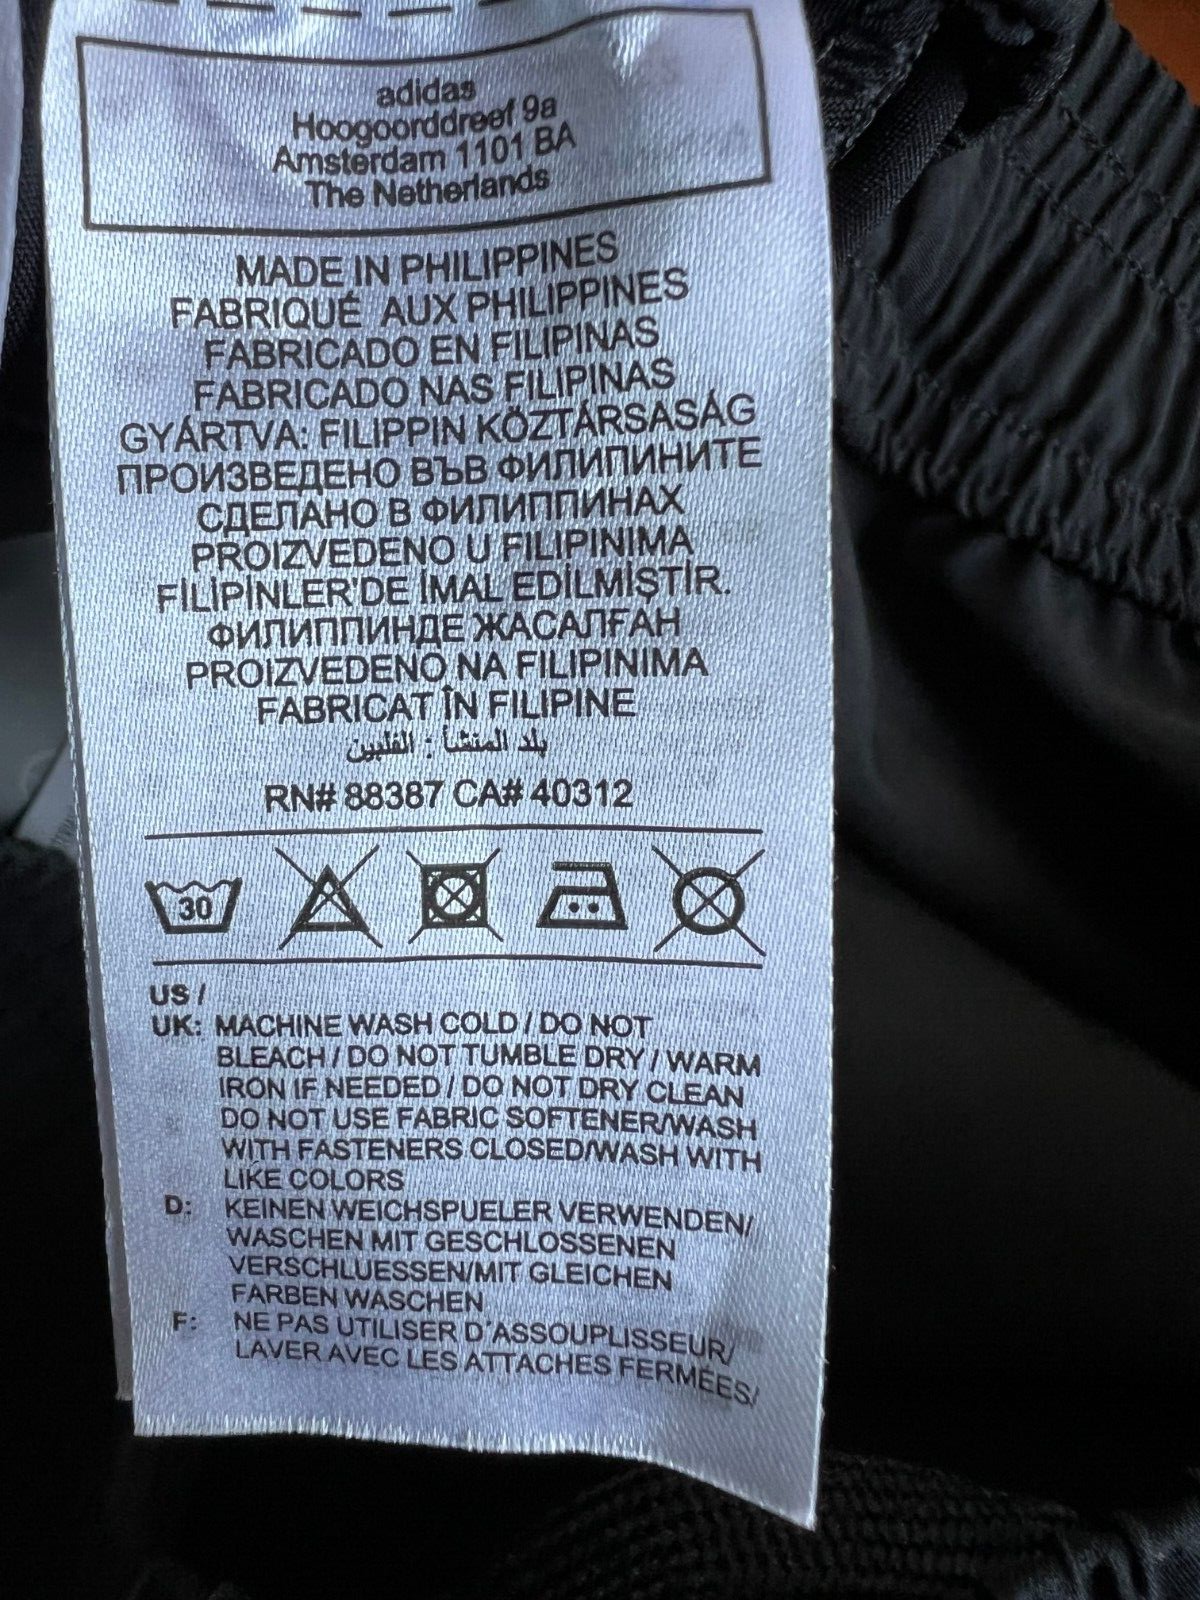 adidas
Hoogoorddreef 9a
Amsterdam 1101 BA
The Netherlands
MADE IN PHILIPPINES
FABRIQUÉ AUX PHILIPPINES
FABRICADO EN FILIPINAS
FABRICADO NAS FILIPINAS
GYÁRTVA: FILIPPIN KÖZTÁRSASÁG
ПРОИЗВЕДЕНО ВЪВ ФИЛИПИНИТЕ
СДЕЛАНО В ФИЛИППИНАХ
PROIZVEDENO U FILIPINIMA
FİLİPİNLER'DE İMAL EDİLMİŞTİR.
ФИЛИППИНДЕ ЖАСАЛҒАН
PROIZVEDENO NA FILIPINIMA
FABRICAT ÎN FILIPINE
بلد المنشأ : الفلبين
RN# 88387 CA# 40312
30
US /
UK: MACHINE WASH COLD / DO NOT
BLEACH / DO NOT TUMBLE DRY / WARM
IRON IF NEEDED / DO NOT DRY CLEAN
DO NOT USE FABRIC SOFTENER/WASH
WITH FASTENERS CLOSED/WASH WITH
LIKE COLORS
D: KEINEN WEICHSPUELER VERWENDEN/
WASCHEN MIT GESCHLOSSENEN
VERSCHLUESSEN/MIT GLEICHEN
FARBEN WASCHEN
F: NE PAS UTILISER D'ASSOUPLISSEUR/
LAVER AVEC LES ATTACHES FERMÉES/